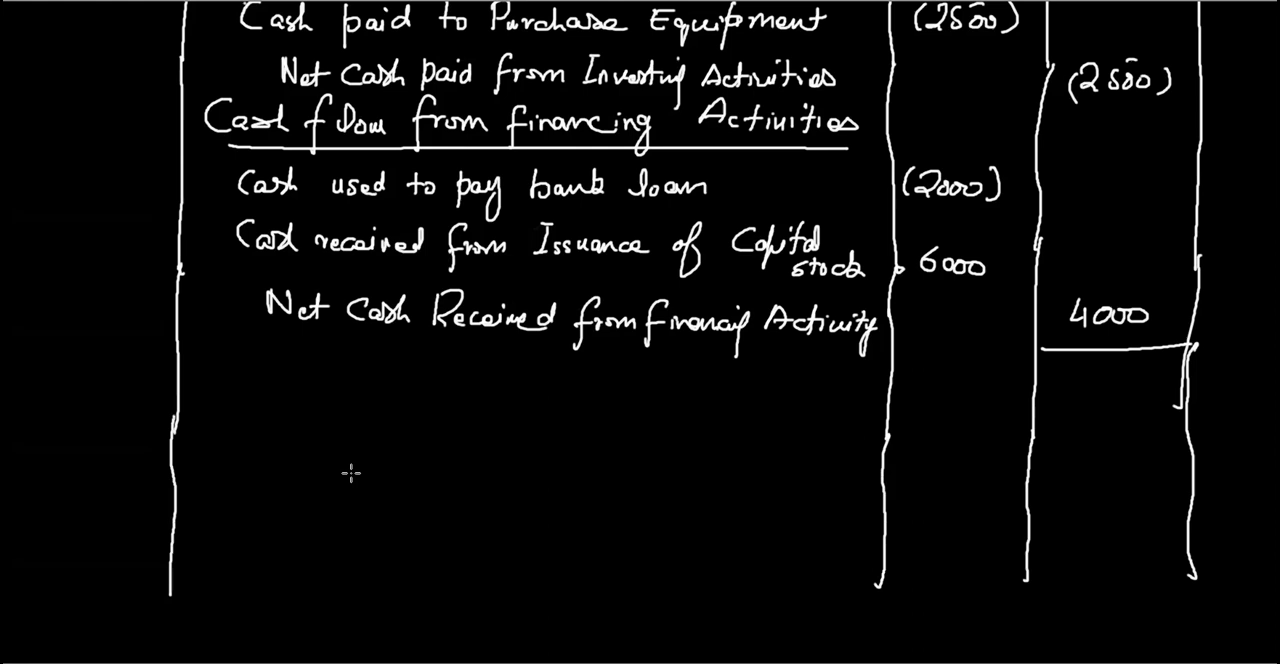 Cash paid to Purchase Equipment (2500)
Net Cash paid from Investing Activities (2500)
Cash flow from financing Activities
Cash used to pay bank loan (2000)
Cash received from Issuance of Capital stock 6000
Net Cash Received from financing Activity 4000